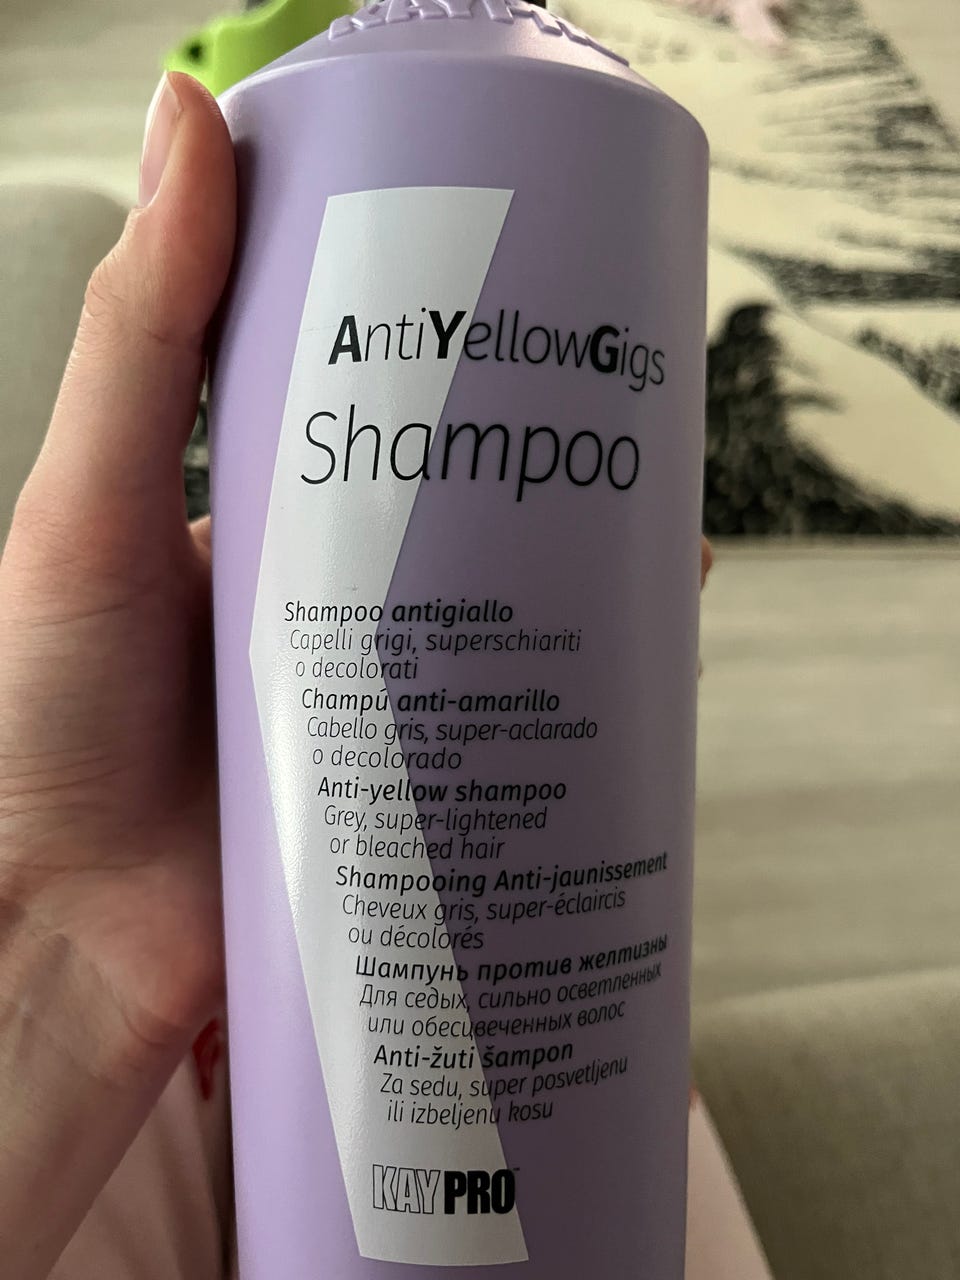 KAYPRO
AntiYellowGigs
Shampoo
Shampoo antigiallo
Capelli grigi, superschiariti
o decolorati
Champú anti-amarillo
Cabello gris, super-aclarado
o decolorado
Anti-yellow shampoo
Grey, super-lightened
or bleached hair
Shampooing Anti-jaunissement
Cheveux gris, super-éclaircis
ou décolorés
Шампунь против желтизны
Для седых, сильно осветленных
или обесцвеченных волос
Anti-žuti šampon
Za sedu, super posvetljenu
ili izbeljenu kosu
KAYPRO™